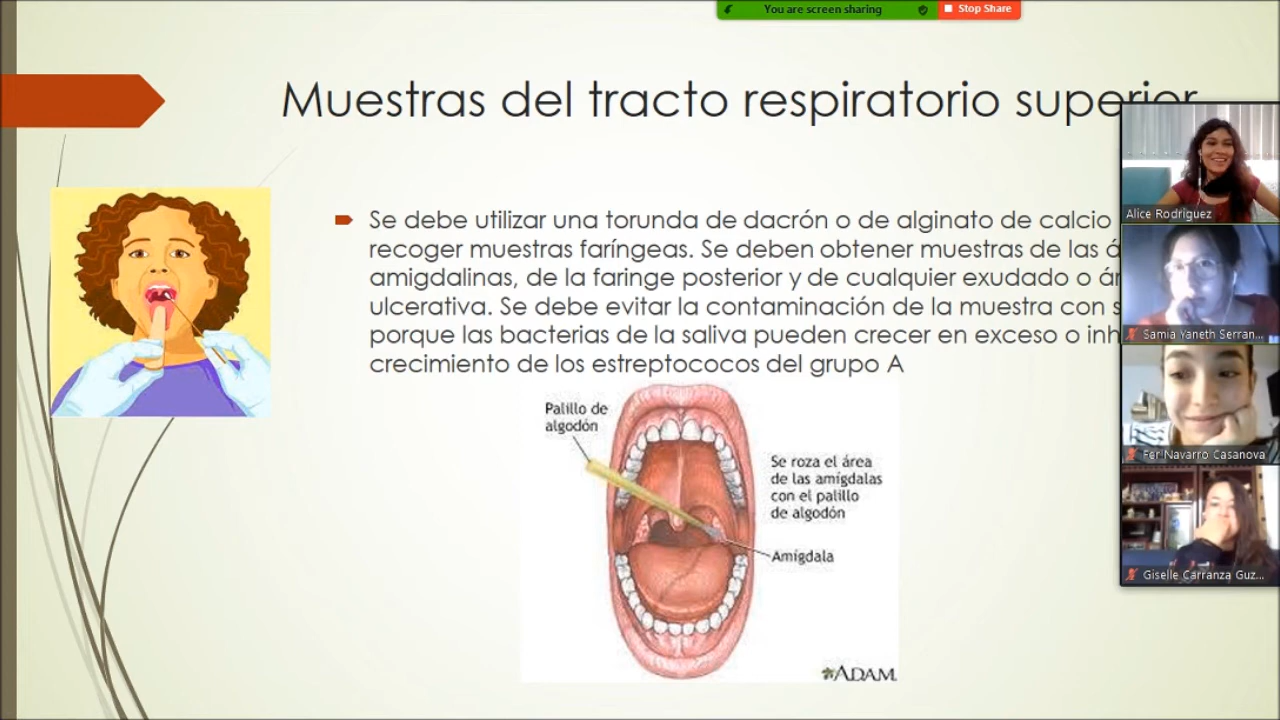 You are screen sharing
Stop Share
Muestras del tracto respiratorio superior
Se debe utilizar una torunda de dacrón o de alginato de calcio
recoger muestras faríngeas. Se deben obtener muestras de las
amigdalinas, de la faringe posterior y de cualquier exudado o
ulcerativa. Se debe evitar la contaminación de la muestra con
porque las bacterias de la saliva pueden crecer en exceso o
crecimiento de los estreptococos del grupo A
Palillo de
algodón
Se roza el área
de las amígdalas
con el palillo
de algodón
Amígdala
ADAM
Alice Rodriguez
Samia Yaneth Serran...
Fer Navarro Casanova
Giselle Carranza Guz...